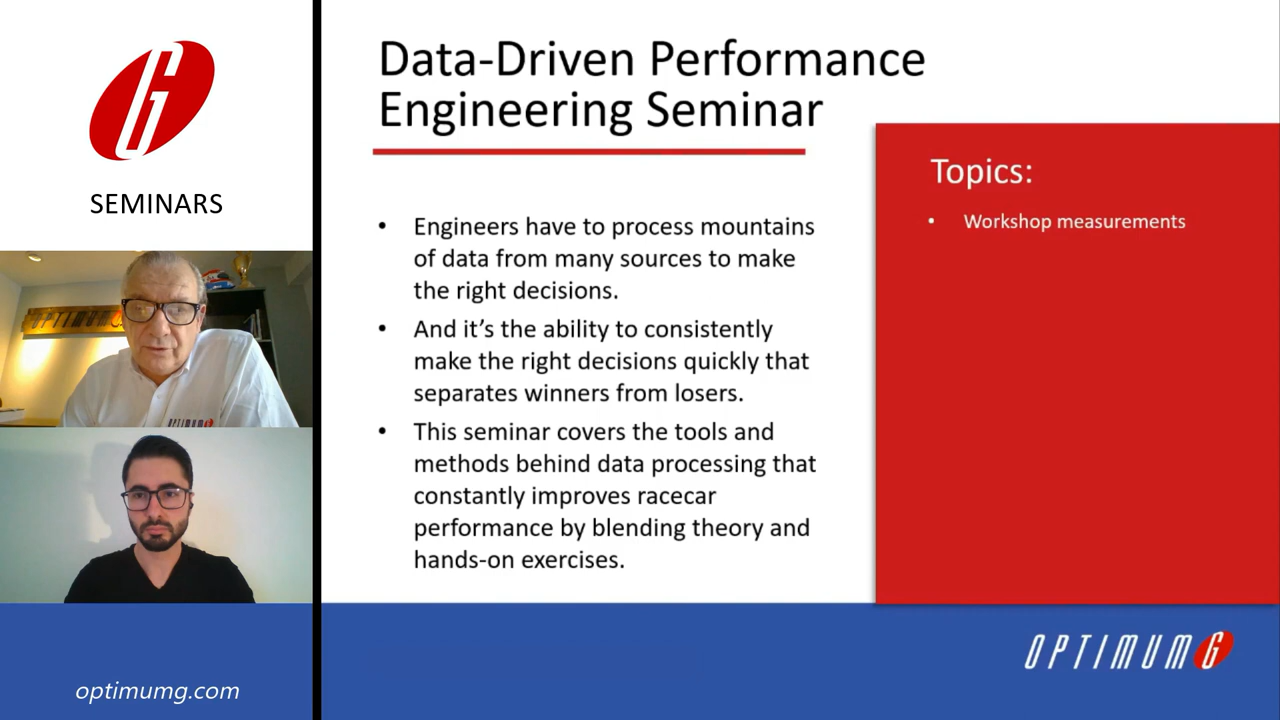 SEMINARS
OPTIMUMG
optimumg.com
Data-Driven Performance
Engineering Seminar
• Engineers have to process mountains
of data from many sources to make
the right decisions.
• And it’s the ability to consistently
make the right decisions quickly that
separates winners from losers.
• This seminar covers the tools and
methods behind data processing that
constantly improves racecar
performance by blending theory and
hands-on exercises.
Topics:
• Workshop measurements
OPTIMUMG